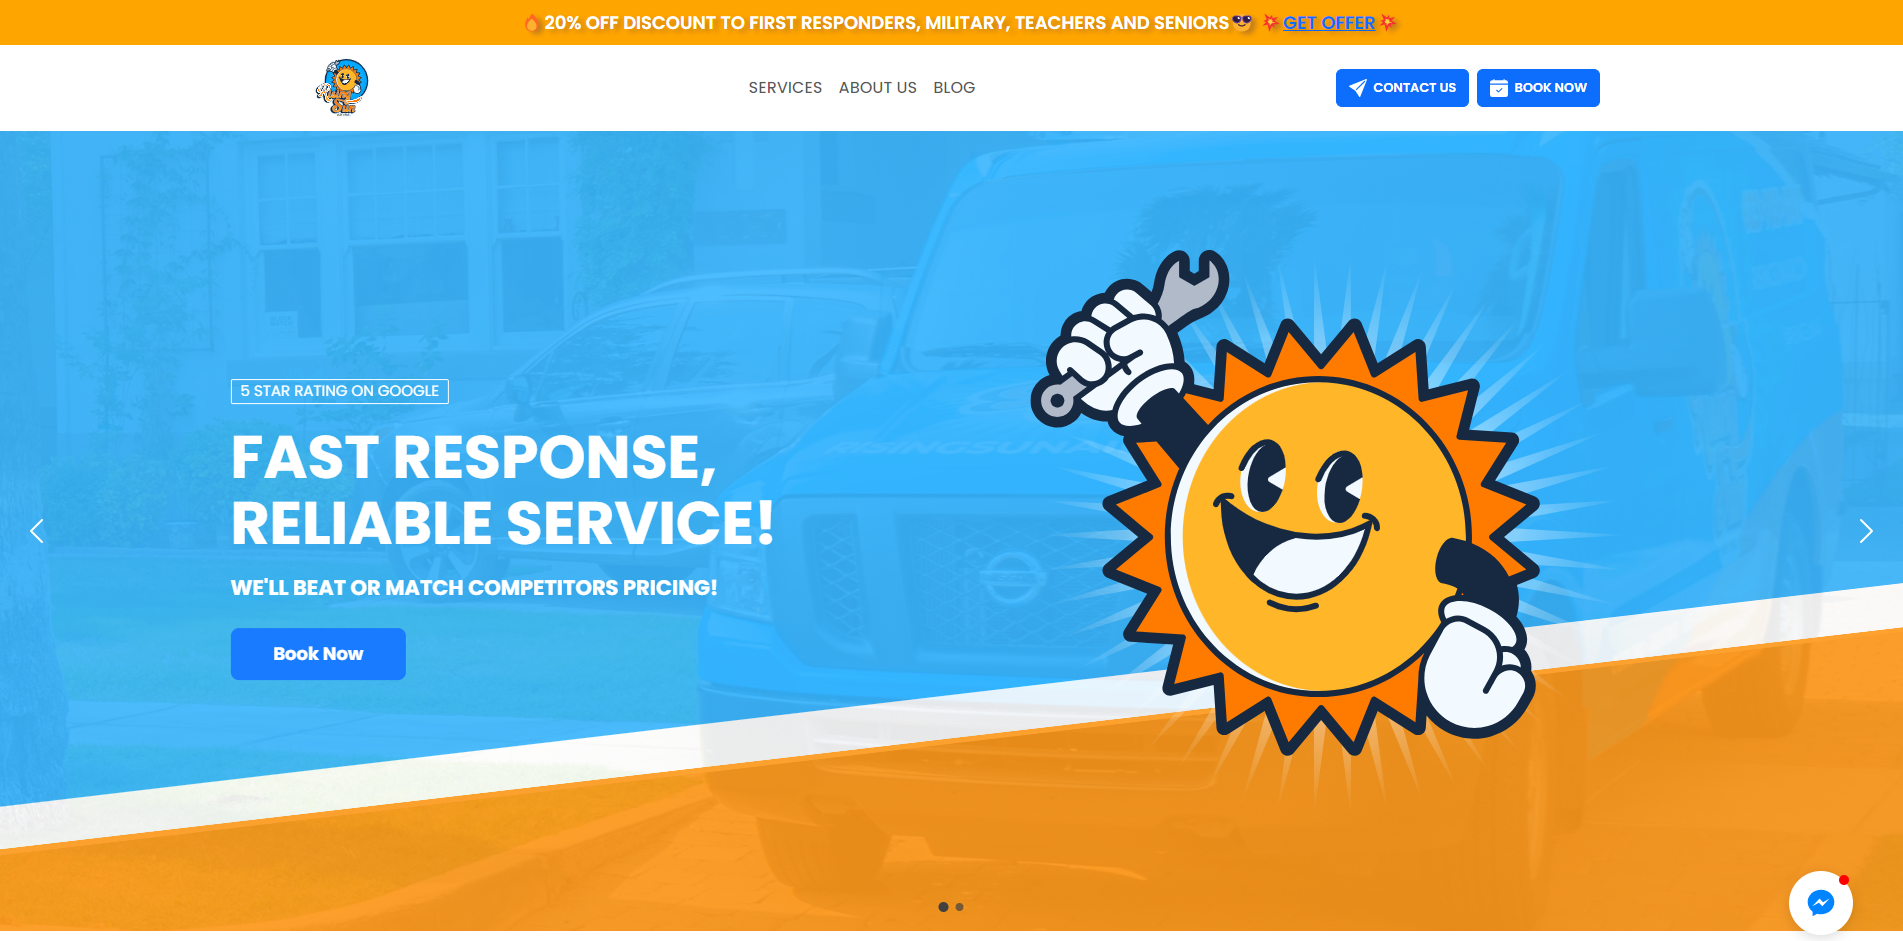 20% OFF DISCOUNT TO FIRST RESPONDERS, MILITARY, TEACHERS AND SENIORS GET OFFER
Rising
Sun
SERVICES ABOUT US BLOG
CONTACT US
BOOK NOW
5 STAR RATING ON GOOGLE
FAST RESPONSE,
RELIABLE SERVICE!
WE'LL BEAT OR MATCH COMPETITORS PRICING!
Book Now